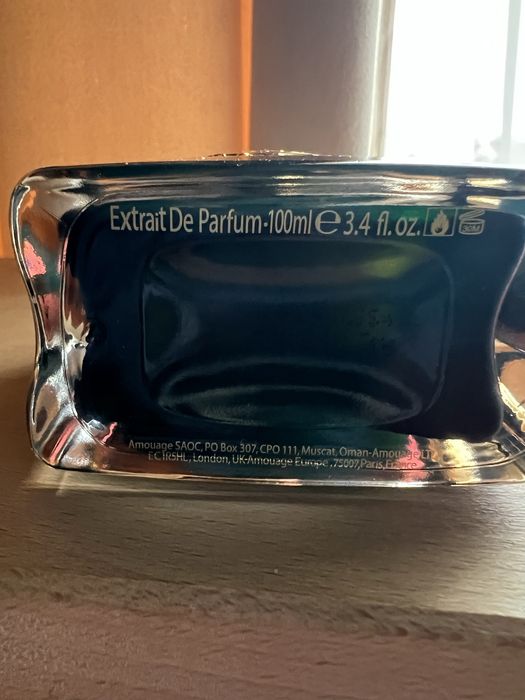 Extrait De Parfum-100ml ℮ 3.4 fl. oz.
Amouage SAOC, PO Box 307, CPO 111, Muscat, Oman-Amouage LTD
EC1R5HL, London, UK-Amouage Europe .75007,Paris,France